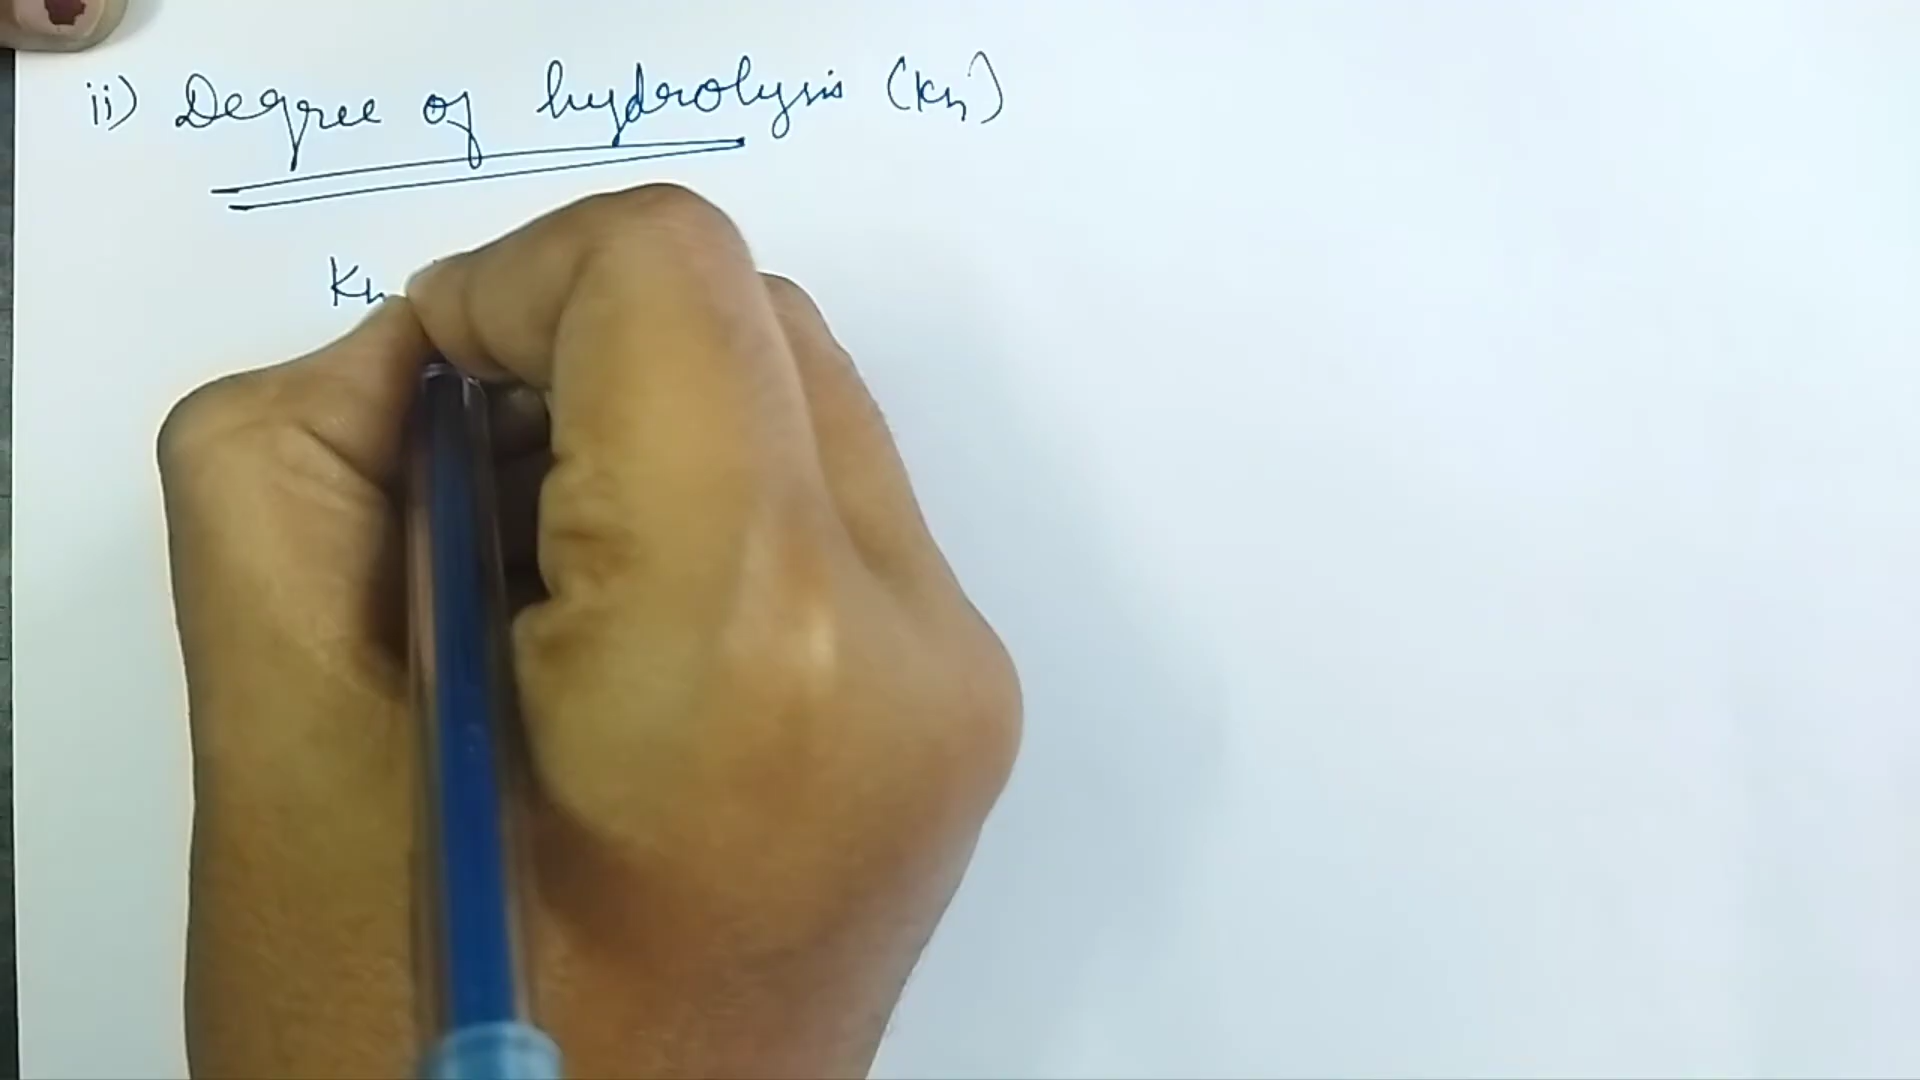 ii) Degree of hydrolysis (Kh)
Kh